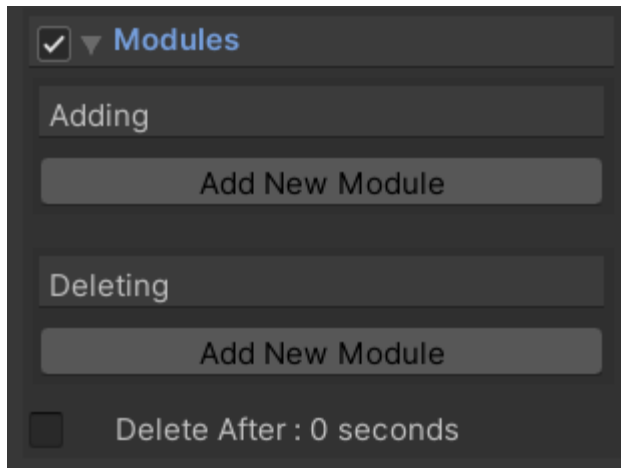 Modules
Adding
Add New Module
Deleting
Add New Module
Delete After : 0 seconds